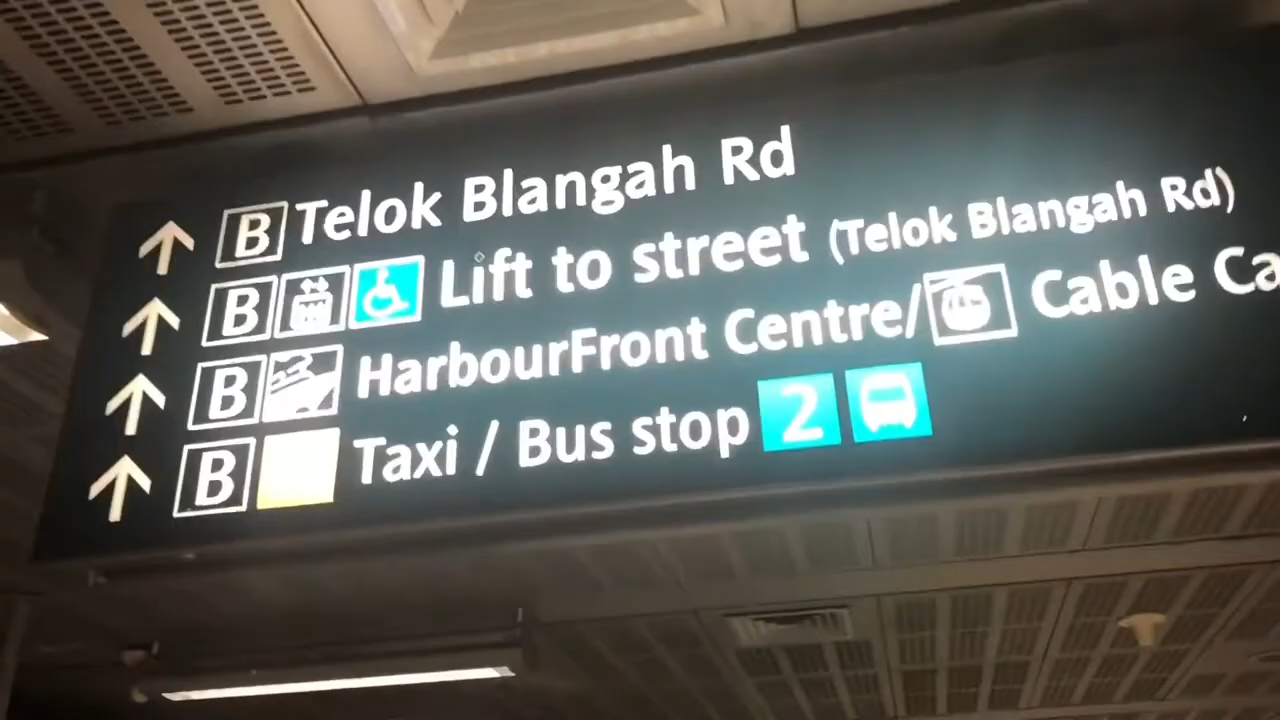 B Telok Blangah Rd
B Lift to street (Telok Blangah Rd)
B HarbourFront Centre/ Cable Ca
B Taxi / Bus stop 2